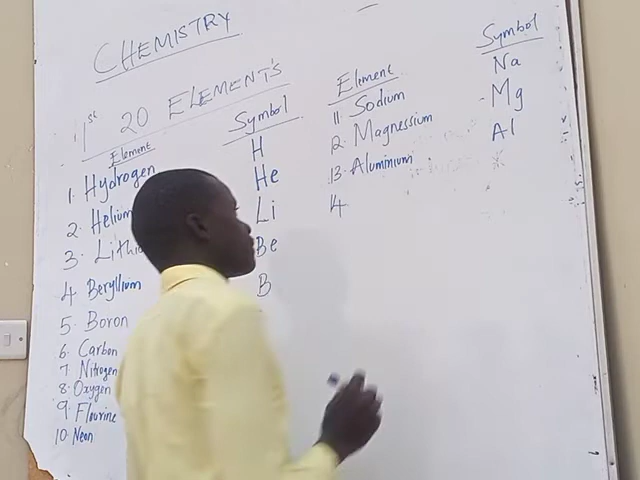 CHEMISTRY
1st 20 ELEMENT'S
Element Symbol
1. Hydrogen H
2. Helium He
3. Lithi Li
4 Beryllium Be
5. Boron B
6. Carbon
7 Nitrogen
8. Oxygen
9. Flourine
10. Neon
Element Symbol
11 Sodium Na
12. Magnessium Mg
13. Aluminium Al
14